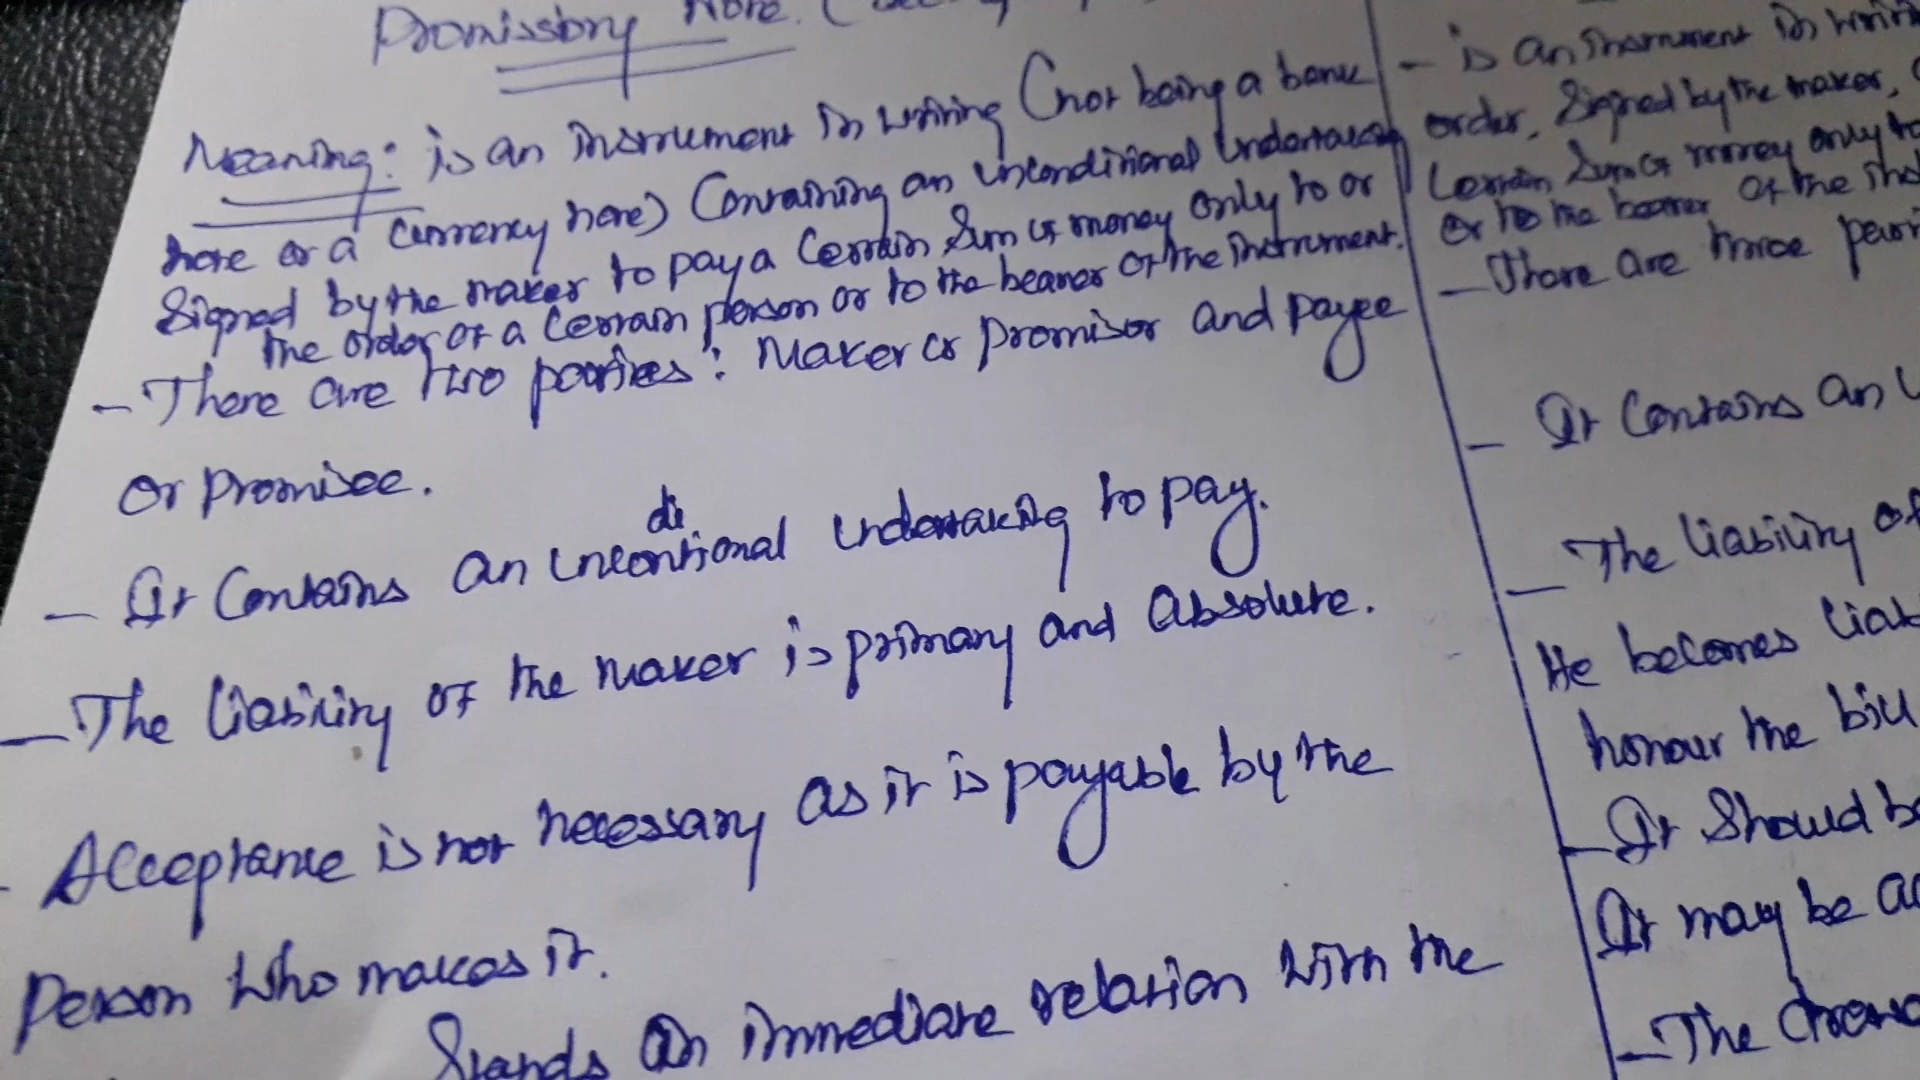 Promissory Note. (
Meaning: is an instrument in writing (not being a bank
note or a currency note) Containing an unconditional Undertaking
Signed by the maker to pay a Certain Sum of money only to or
the order of a Certain person or to the bearer of the instrument.
- There are two parties: Maker or promisor and payee
or promisee.
- It Contains an unconditional undertaking to pay.
- The liability of the maker is primary and absolute.
- Acceptance is not necessary as it is payable by the
person who makes it.
Stands in immediate relation with the
- is an instrument in
order, Signed by the maker,
Certain Sum of money only to
or to the bearer of the
- There are three
- It Contains an
- The liability of
He becomes
honour the bill
- It Should
It may be
- The